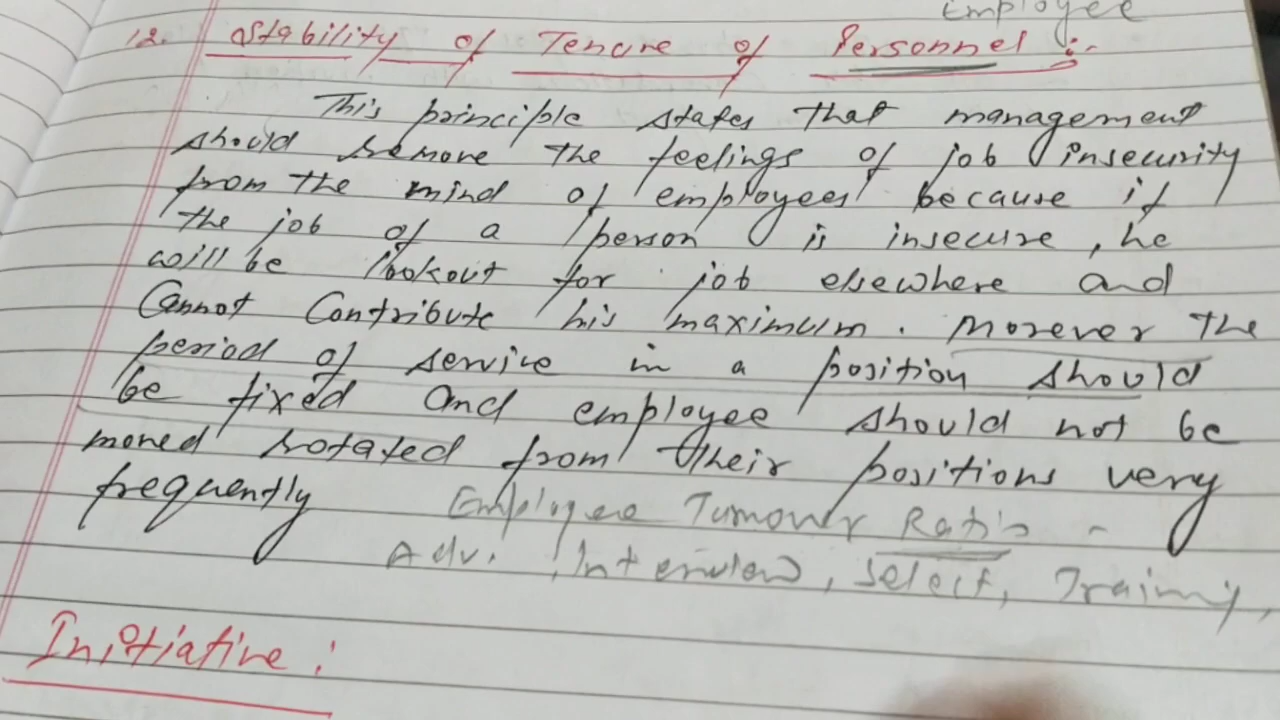 Employee
12. Stability of Tenure of Personnel :-
This principle states that management
should remove the feelings of job insecurity
from the mind of employees because if
the job of a person is insecure, he
will be lookout for job elsewhere and
Cannot Contribute his maximum. Morever the
period of service in a position should
be fixed and employee should not be
moved rotated from their positions very
frequently
Employee Turnover Ratio -
Adv. Interview, Select, Training,
Initiative :